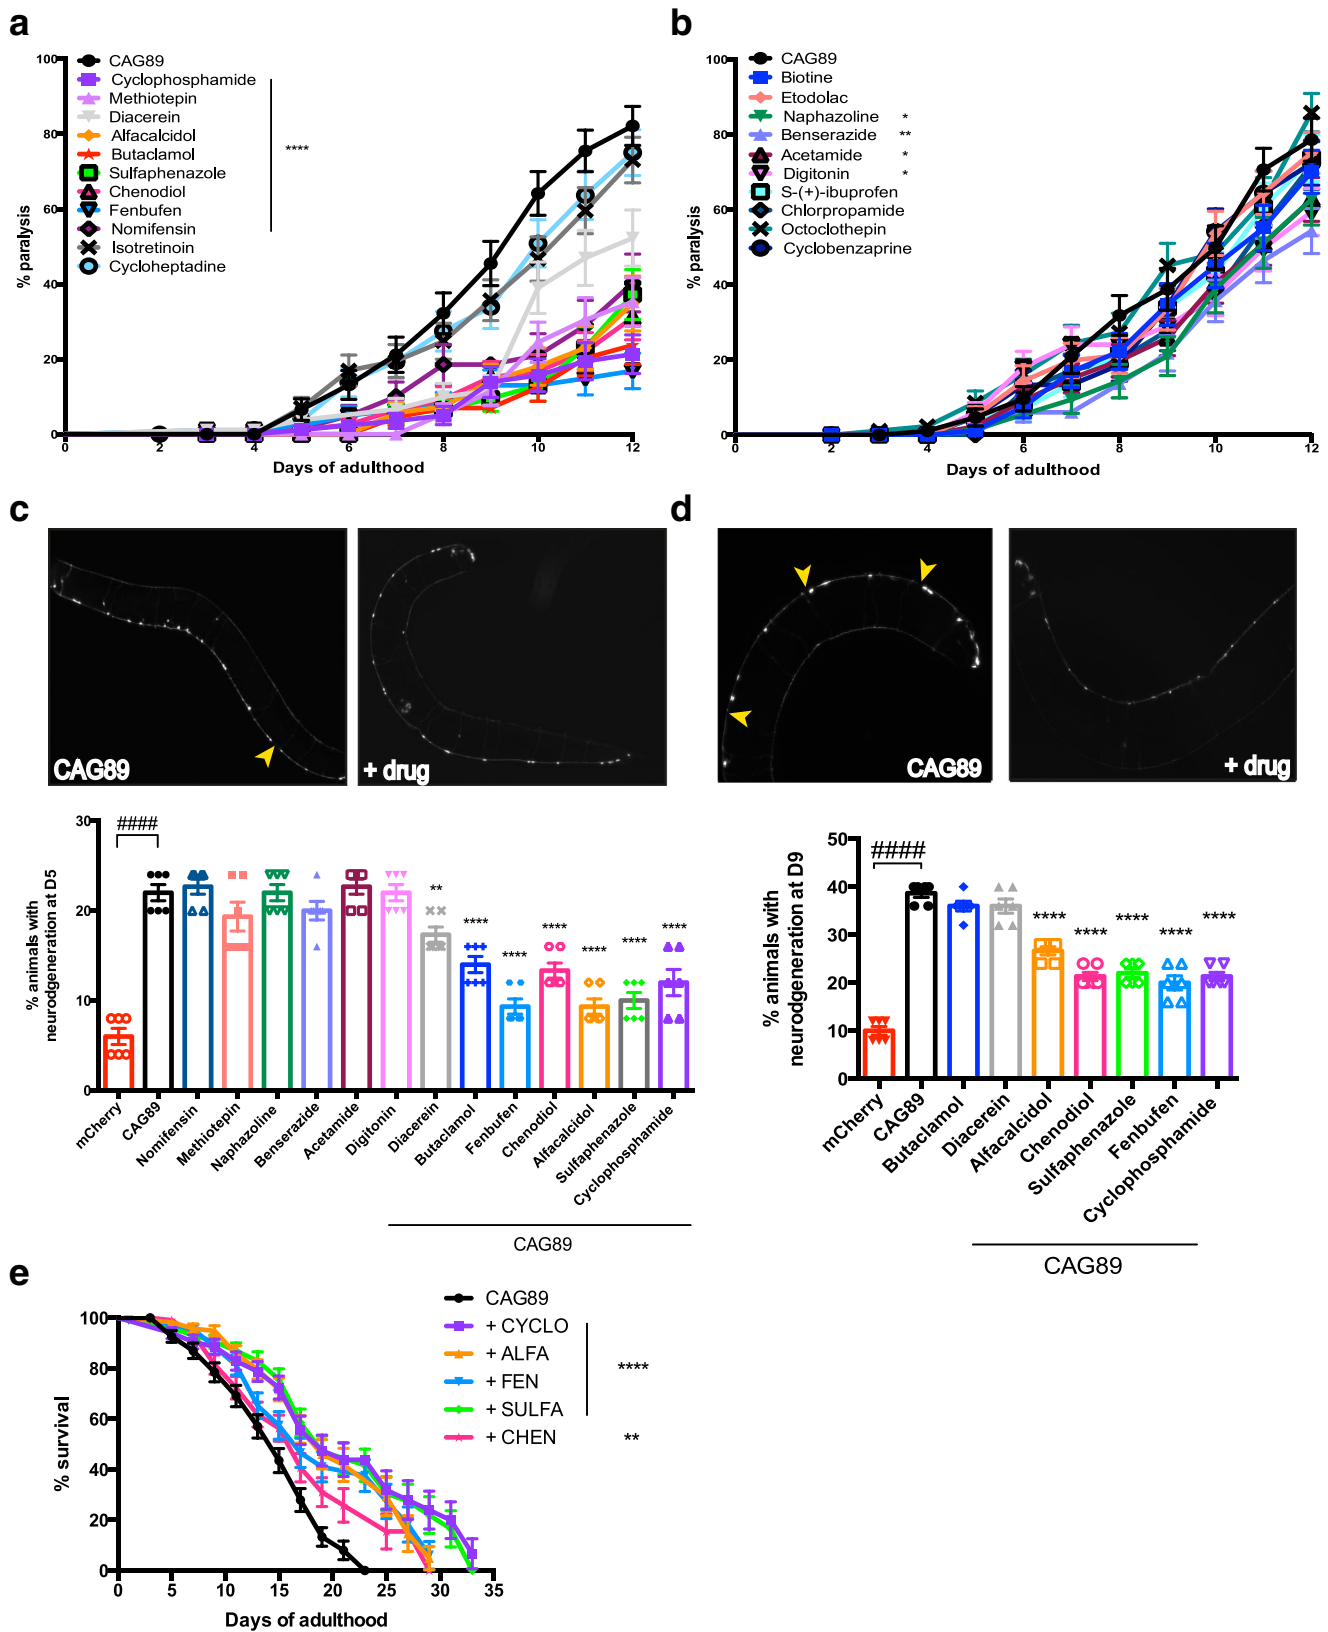 a
100
80
60
40
20
0
% paralysis
0 2 4 6 8 10 12
Days of adulthood
CAG89
Cyclophosphamide
Methiotepin
Diacerein
Alfacalcidol
Butaclamol
Sulfaphenazole
Chenodiol
Fenbufen
Nomifensin
Isotretinoin
Cycloheptadine
****
b
100
80
60
40
20
0
% paralysis
0 2 4 6 8 10 12
Days of adulthood
CAG89
Biotine
Etodolac
Naphazoline *
Benserazide **
Acetamide *
Digitonin *
S-(+)-ibuprofen
Chlorpropamide
Octoclothepin
Cyclobenzaprine
c
CAG89
+ drug
30
20
10
0
% animals with
neurodgeneration at D5
####
**
****
****
****
****
****
****
mCherry
CAG89
Nomifensin
Methiotepin
Naphazoline
Benserazide
Acetamide
Digitonin
Diacerein
Butaclamol
Fenbufen
Chenodiol
Alfacalcidol
Sulfaphenazole
Cyclophosphamide
CAG89
d
CAG89
+ drug
50
40
30
20
10
0
% animals with
neurodgeneration at D9
####
****
****
****
****
****
mCherry
CAG89
Butaclamol
Diacerein
Alfacalcidol
Chenodiol
Sulfaphenazole
Fenbufen
Cyclophosphamide
CAG89
e
100
80
60
40
20
0
% survival
0 5 10 15 20 25 30 35
Days of adulthood
CAG89
+ CYCLO
+ ALFA
+ FEN
+ SULFA
+ CHEN
****
**